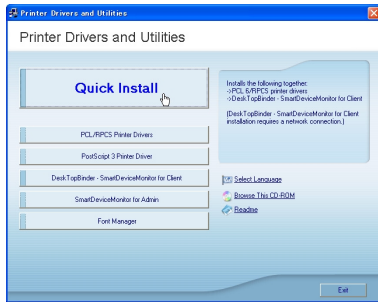 Printer Drivers and Utilities
Printer Drivers and Utilities
Quick Install
Installs the following together:
->PCL 6/RPCS printer drivers
->DeskTopBinder - SmartDeviceMonitor for Client
(DeskTopBinder - SmartDeviceMonitor for Client
installation requires a network connection.)
PCL/RPCS Printer Drivers
PostScript 3 Printer Driver
DeskTopBinder - SmartDeviceMonitor for Client
SmartDeviceMonitor for Admin
Font Manager
Select Language
Browse This CD-ROM
Readme
Exit